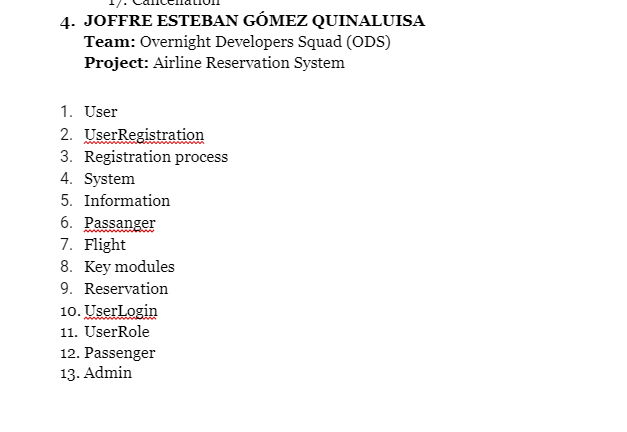 17. Cancellation
4. JOFFRE ESTEBAN GÓMEZ QUINALUISA
Team: Overnight Developers Squad (ODS)
Project: Airline Reservation System
1. User
2. UserRegistration
3. Registration process
4. System
5. Information
6. Passanger
7. Flight
8. Key modules
9. Reservation
10. UserLogin
11. UserRole
12. Passenger
13. Admin